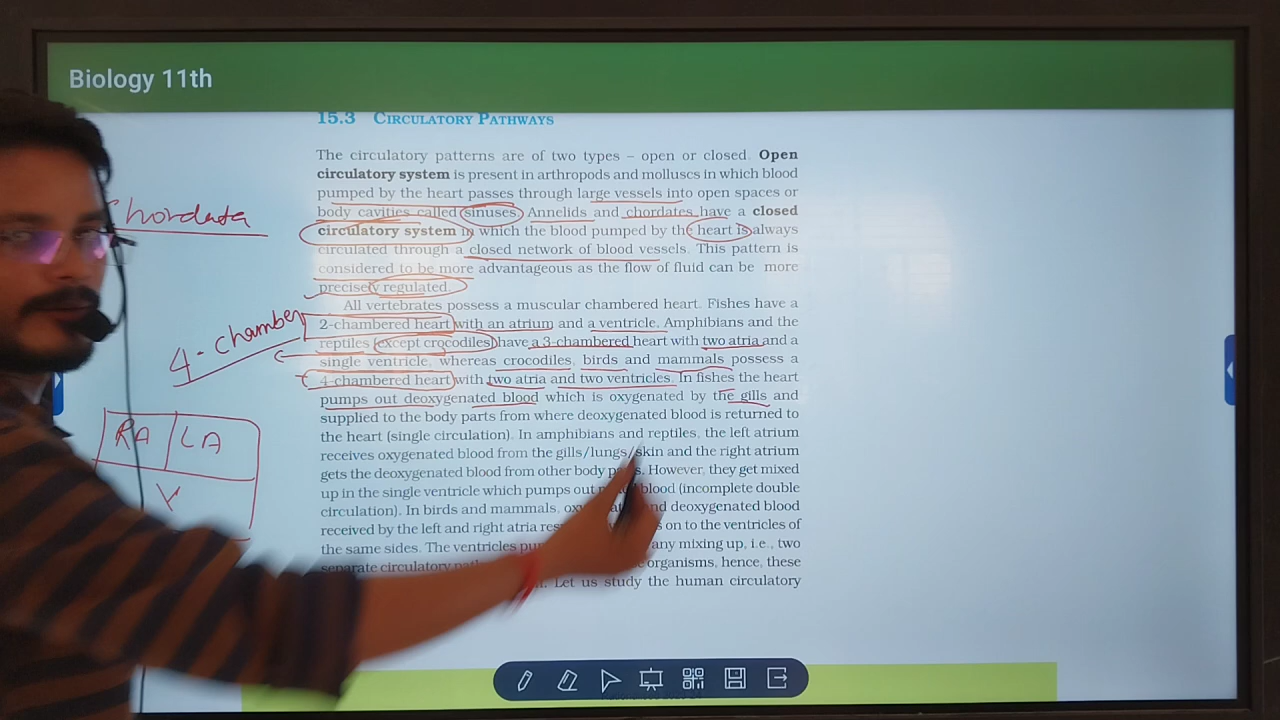 Biology 11th
15.3 CIRCULATORY PATHWAYS
The circulatory patterns are of two types – open or closed. Open
circulatory system is present in arthropods and molluscs in which blood
pumped by the heart passes through large vessels into open spaces or
body cavities called sinuses. Annelids and chordates have a closed
circulatory system in which the blood pumped by the heart is always
circulated through a closed network of blood vessels. This pattern is
considered to be more advantageous as the flow of fluid can be more
precisely regulated.
All vertebrates possess a muscular chambered heart. Fishes have a
2-chambered heart with an atrium and a ventricle. Amphibians and the
reptiles (except crocodiles) have a 3-chambered heart with two atria and a
single ventricle, whereas crocodiles, birds and mammals possess a
4-chambered heart with two atria and two ventricles. In fishes the heart
pumps out deoxygenated blood which is oxygenated by the gills and
supplied to the body parts from where deoxygenated blood is returned to
the heart (single circulation). In amphibians and reptiles, the left atrium
receives oxygenated blood from the gills/lungs/skin and the right atrium
gets the deoxygenated blood from other body However, they get mixed
up in the single ventricle which pumps out blood (incomplete double
circulation). In birds and mammals, deoxygenated blood
received by the left and right atria on to the ventricles of
the same sides. The ventricles any mixing up, i.e., two
separate circulatory organisms, hence, these
Let us study the human circulatory
Chordata
4-chamber
RA LA
V